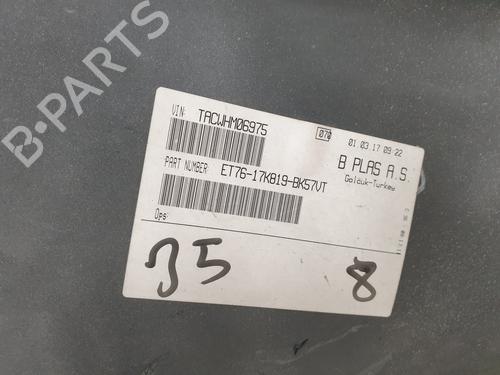 B-PARTS
VIN: TACWHM06975
070
01.03.17 09:22
B PLAS A.S.
Golcuk-Turkey
PART NUMBER: ET76-17K819-BK57VT
Ops:
35
8